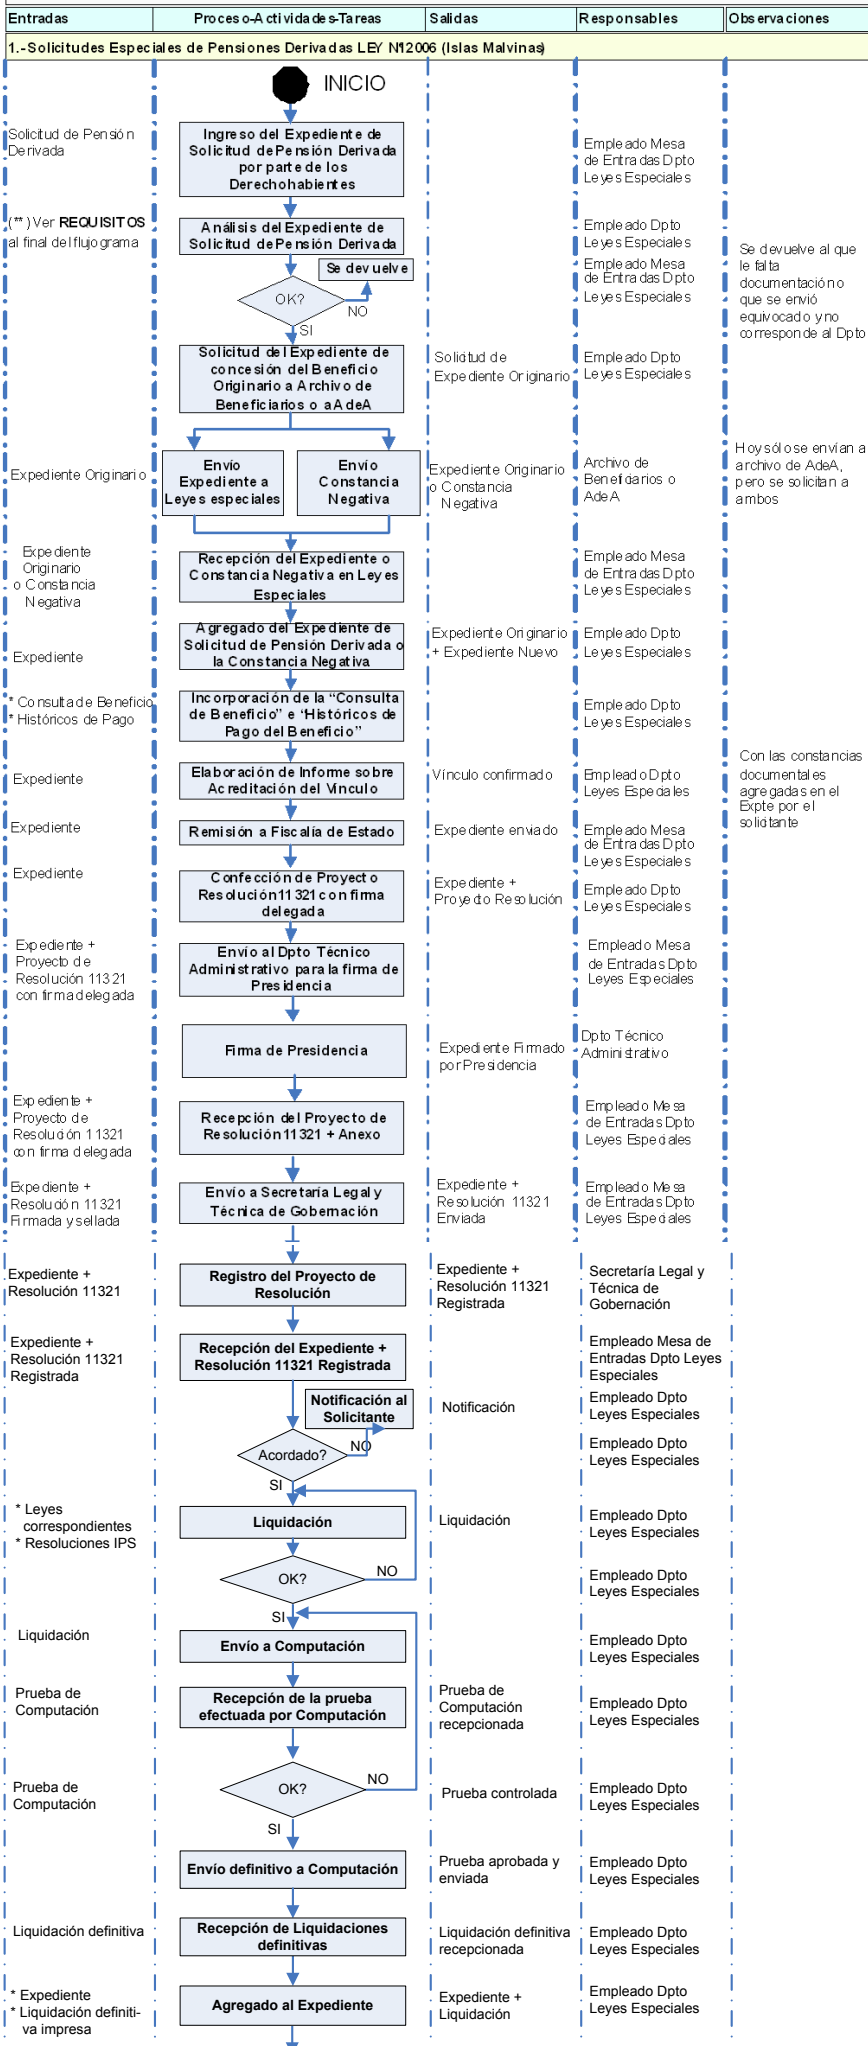 Entradas
Proceso-Actividades-Tareas
Salidas
Responsables
Observaciones
1.-Solicitudes Especiales de Pensiones Derivadas LEY Nº12006 (Islas Malvinas)
INICIO
Solicitud de Pensión
Derivada
Ingreso del Expediente de
Solicitud de Pensión Derivada
por parte de los
Derechohabientes
Empleado Mesa
de Entradas Dpto
Leyes Especiales
(**) Ver REQUISITOS
al final del flujograma
Análisis del Expediente de
Solicitud de Pensión Derivada
Empleado Dpto
Leyes Especiales
Se devuelve
OK?
NO
SI
Empleado Mesa
de Entradas Dpto
Leyes Especiales
Se devuelve al que
le falta
documentación o
que se envió
equivocado y no
corresponde al Dpto
Solicitud del Expediente de
concesión del Beneficio
Originario a Archivo de
Beneficiarios o a AdeA
Solicitud de
Expediente Originario
Empleado Dpto
Leyes Especiales
Expediente Originario
Envío
Expediente a
Leyes especiales
Envío
Constancia
Negativa
Expediente Originario
o Constancia
Negativa
Archivo de
Beneficiarios o
AdeA
Hoy sólo se envían a
archivo de AdeA,
pero se solicitan a
ambos
Expediente
Originario
o Constancia
Negativa
Recepción del Expediente o
Constancia Negativa en Leyes
Especiales
Empleado Mesa
de Entradas Dpto
Leyes Especiales
Expediente
Agregado del Expediente de
Solicitud de Pensión Derivada o
la Constancia Negativa
Expediente Originario
+ Expediente Nuevo
Empleado Dpto
Leyes Especiales
* Consulta de Beneficio
* Históricos de Pago
Incorporación de la “Consulta
de Beneficio” e “Históricos de
Pago del Beneficio”
Empleado Dpto
Leyes Especiales
Expediente
Elaboración de Informe sobre
Acreditación del Vínculo
Vínculo confirmado
Empleado Dpto
Leyes Especiales
Con las constancias
documentales
agregadas en el
Expte por el
solicitante
Expediente
Remisión a Fiscalía de Estado
Expediente enviado
Empleado Mesa
de Entradas Dpto
Leyes Especiales
Expediente
Confección de Proyecto
Resolución 11321 con firma
delegada
Expediente +
Proyecto Resolución
Empleado Dpto
Leyes Especiales
Expediente +
Proyecto de
Resolución 11321
con firma delegada
Envío al Dpto Técnico
Administrativo para la firma de
Presidencia
Empleado Mesa
de Entradas Dpto
Leyes Especiales
Firma de Presidencia
Expediente Firmado
por Presidencia
Dpto Técnico
Administrativo
Expediente +
Proyecto de
Resolución 11321
con firma delegada
Recepción del Proyecto de
Resolución 11321 + Anexo
Empleado Mesa
de Entradas Dpto
Leyes Especiales
Expediente +
Resolución 11321
Firmada y sellada
Envío a Secretaría Legal y
Técnica de Gobernación
Expediente +
Resolución 11321
Enviada
Empleado Mesa
de Entradas Dpto
Leyes Especiales
Expediente +
Resolución 11321
Registro del Proyecto de
Resolución
Expediente +
Resolución 11321
Registrada
Secretaría Legal y
Técnica de
Gobernación
Expediente +
Resolución 11321
Registrada
Recepción del Expediente +
Resolución 11321 Registrada
Empleado Mesa de
Entradas Dpto Leyes
Especiales
Notificación al
Solicitante
Notificación
Empleado Dpto
Leyes Especiales
Acordado?
NO
SI
Empleado Dpto
Leyes Especiales
* Leyes
correspondientes
* Resoluciones IPS
Liquidación
Liquidación
Empleado Dpto
Leyes Especiales
OK?
NO
SI
Empleado Dpto
Leyes Especiales
Liquidación
Envío a Computación
Empleado Dpto
Leyes Especiales
Prueba de
Computación
Recepción de la prueba
efectuada por Computación
Prueba de
Computación
recepcionada
Empleado Dpto
Leyes Especiales
Prueba de
Computación
OK?
NO
SI
Prueba controlada
Empleado Dpto
Leyes Especiales
Envío definitivo a Computación
Prueba aprobada y
enviada
Empleado Dpto
Leyes Especiales
Liquidación definitiva
Recepción de Liquidaciones
definitivas
Liquidación definitiva
recepcionada
Empleado Dpto
Leyes Especiales
* Expediente
* Liquidación definiti-
va impresa
Agregado al Expediente
Expediente +
Liquidación
Empleado Dpto
Leyes Especiales